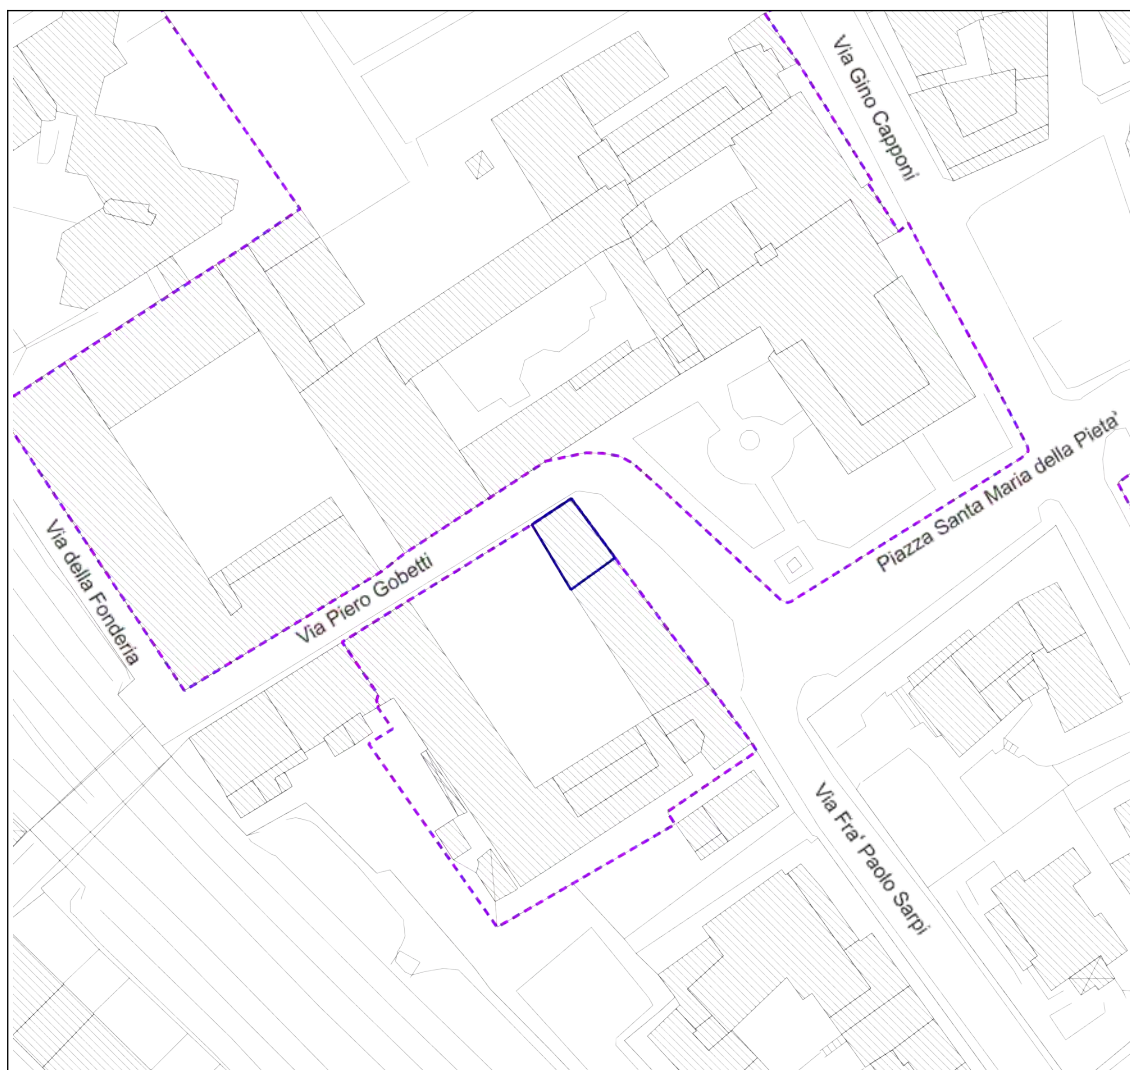 Via Gino Capponi
Piazza Santa Maria della Pieta'
Via della Fonderia
Via Piero Gobetti
Via Fra' Paolo Sarpi